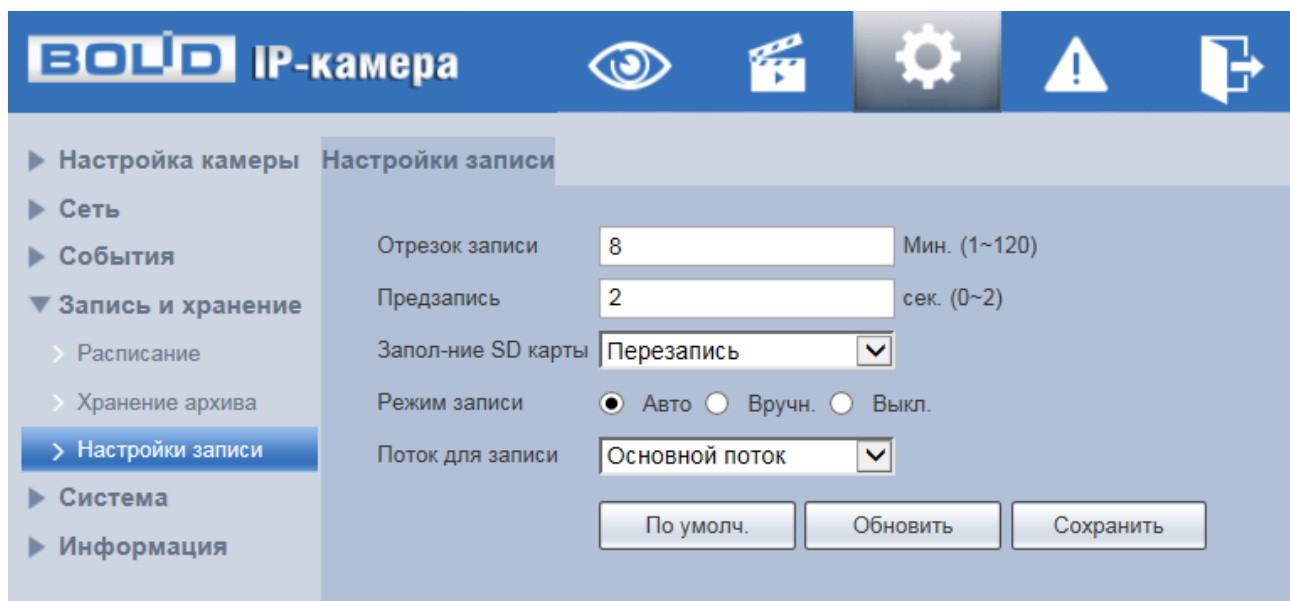 BOLID IP-камера
Настройка камеры
Сеть
События
Запись и хранение
Расписание
Хранение архива
Настройки записи
Система
Информация
Настройки записи
Отрезок записи 8 Мин. (1~120)
Предзапись 2 сек. (0~2)
Запол-ние SD карты Перезапись
Режим записи Авто Вручн. Выкл.
Поток для записи Основной поток
По умолч. Обновить Сохранить